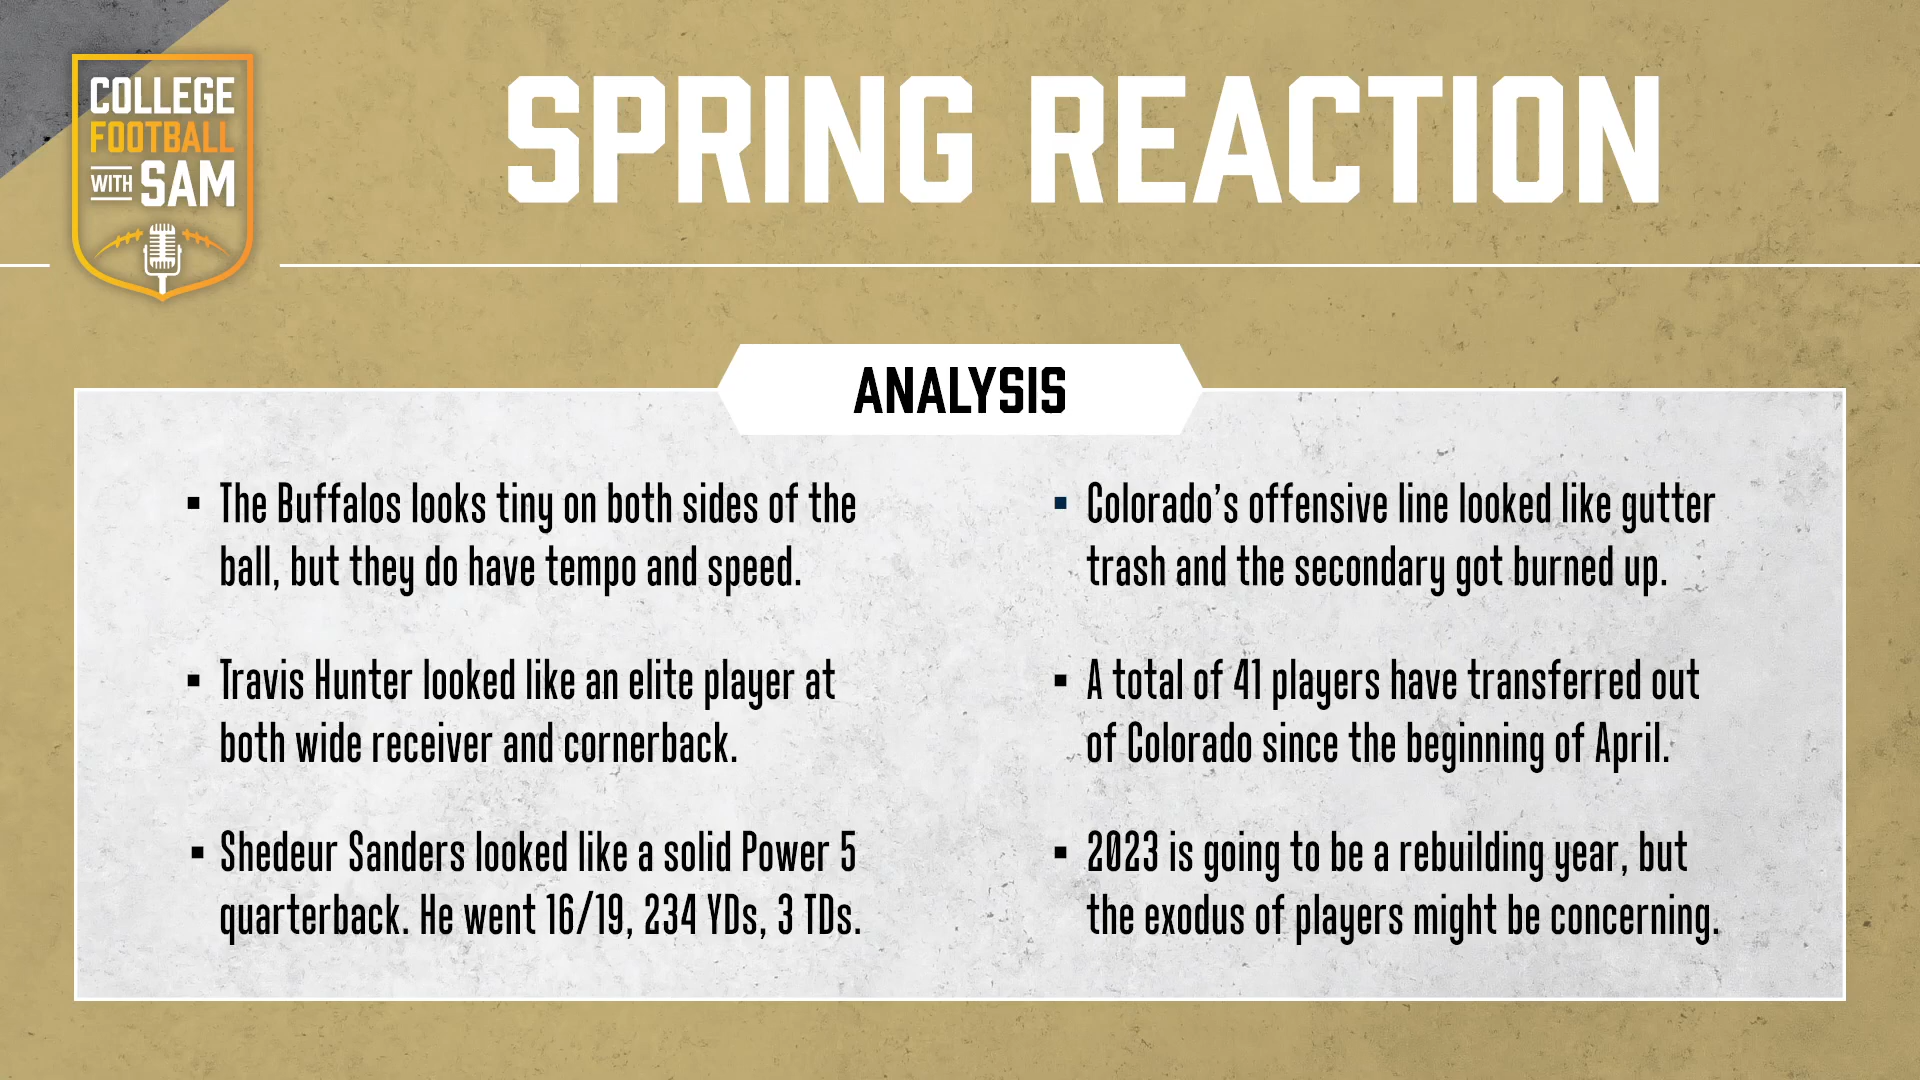 COLLEGE
FOOTBALL
WITH SAM
SPRING REACTION
ANALYSIS
▪ The Buffalos looks tiny on both sides of the
ball, but they do have tempo and speed.
▪ Travis Hunter looked like an elite player at
both wide receiver and cornerback.
▪ Shedeur Sanders looked like a solid Power 5
quarterback. He went 16/19, 234 YDs, 3 TDs.
▪ Colorado’s offensive line looked like gutter
trash and the secondary got burned up.
▪ A total of 41 players have transferred out
of Colorado since the beginning of April.
▪ 2023 is going to be a rebuilding year, but
the exodus of players might be concerning.